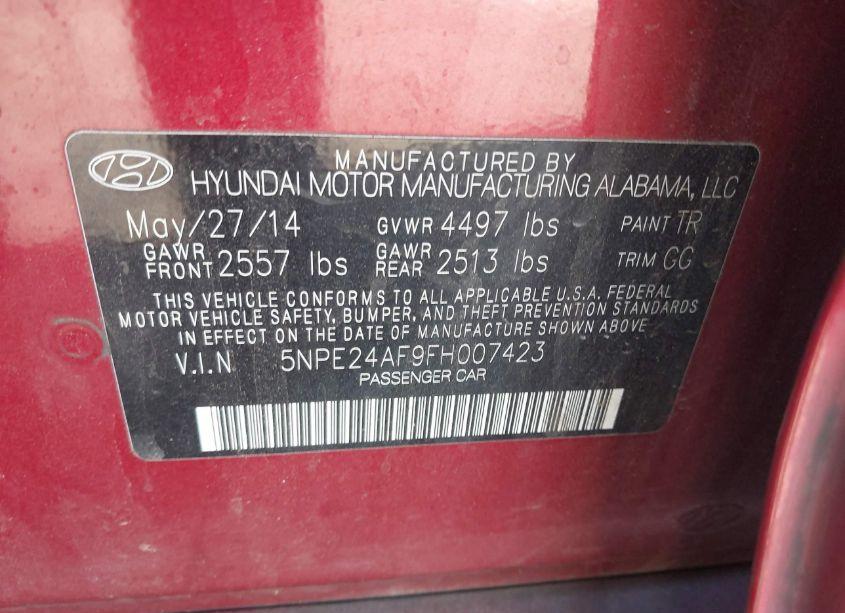 MANUFACTURED BY
HYUNDAI MOTOR MANUFACTURING ALABAMA, LLC
May/27/14 GVWR 4497 lbs PAINT TR
GAWR FRONT 2557 lbs GAWR REAR 2513 lbs TRIM GG
THIS VEHICLE CONFORMS TO ALL APPLICABLE U.S.A. FEDERAL
MOTOR VEHICLE SAFETY, BUMPER, AND THEFT PREVENTION STANDARDS
IN EFFECT ON THE DATE OF MANUFACTURE SHOWN ABOVE
V.I.N 5NPE24AF9FH007423
PASSENGER CAR